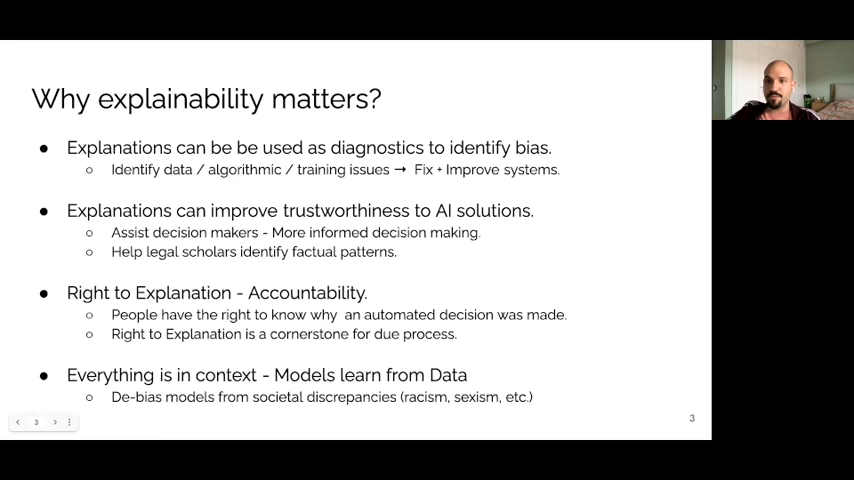 Why explainability matters?
● Explanations can be be used as diagnostics to identify bias.
○ Identify data / algorithmic / training issues → Fix + Improve systems.
● Explanations can improve trustworthiness to AI solutions.
○ Assist decision makers - More informed decision making.
○ Help legal scholars identify factual patterns.
● Right to Explanation - Accountability.
○ People have the right to know why an automated decision was made.
○ Right to Explanation is a cornerstone for due process.
● Everything is in context - Models learn from Data
○ De-bias models from societal discrepancies (racism, sexism, etc.)
3
3